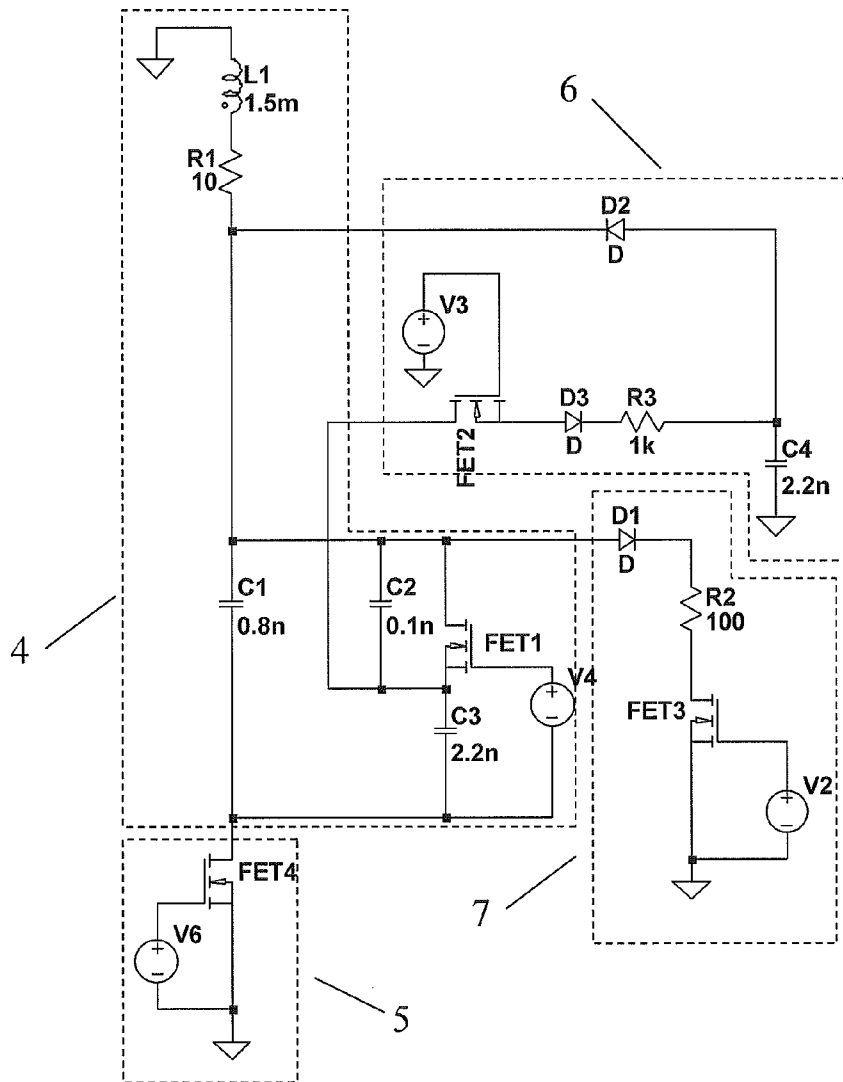 L1
1.5m
6
R1
10
D2
D
V3
D3
R3
D
1k
FET2
C4
2.2n
D1
D
C1
0.8n
C2
0.1n
R2
100
4
FET1
V4
C3
2.2n
FET3
V2
FET4
7
V6
5